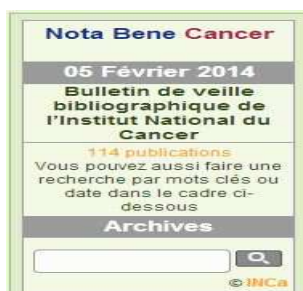 Nota Bene Cancer
05 Février 2014
Bulletin de veille
bibliographique de
l'Institut National du
Cancer
114 publications
Vous pouvez aussi faire une
recherche par mots clés ou
date dans le cadre ci-
dessous
Archives
© INCa